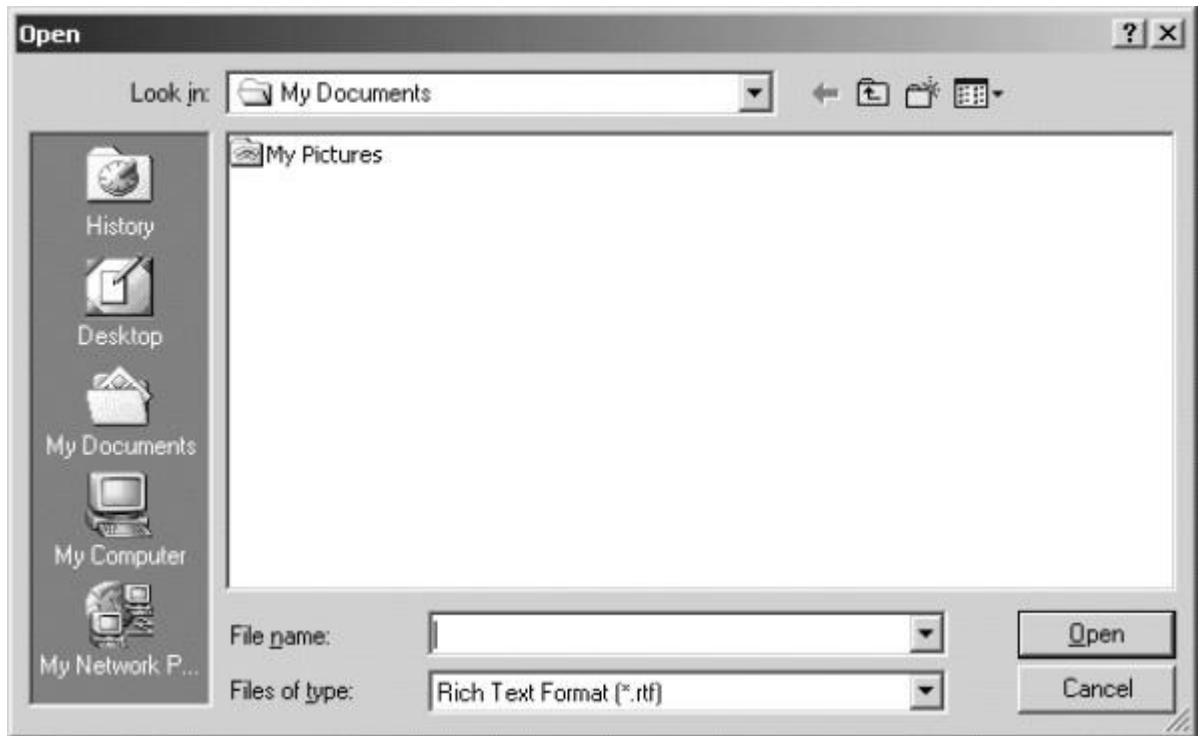 Open
Look in: My Documents
My Pictures
History
Desktop
My Documents
My Computer
My Network P...
File name:
Open
Files of type: Rich Text Format (*.rtf)
Cancel